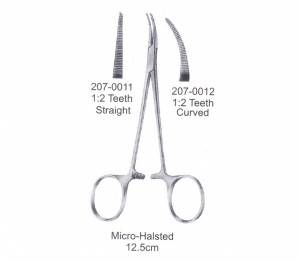 207-0011
1:2 Teeth
Straight
207-0012
1:2 Teeth
Curved
Micro-Halsted
12.5cm